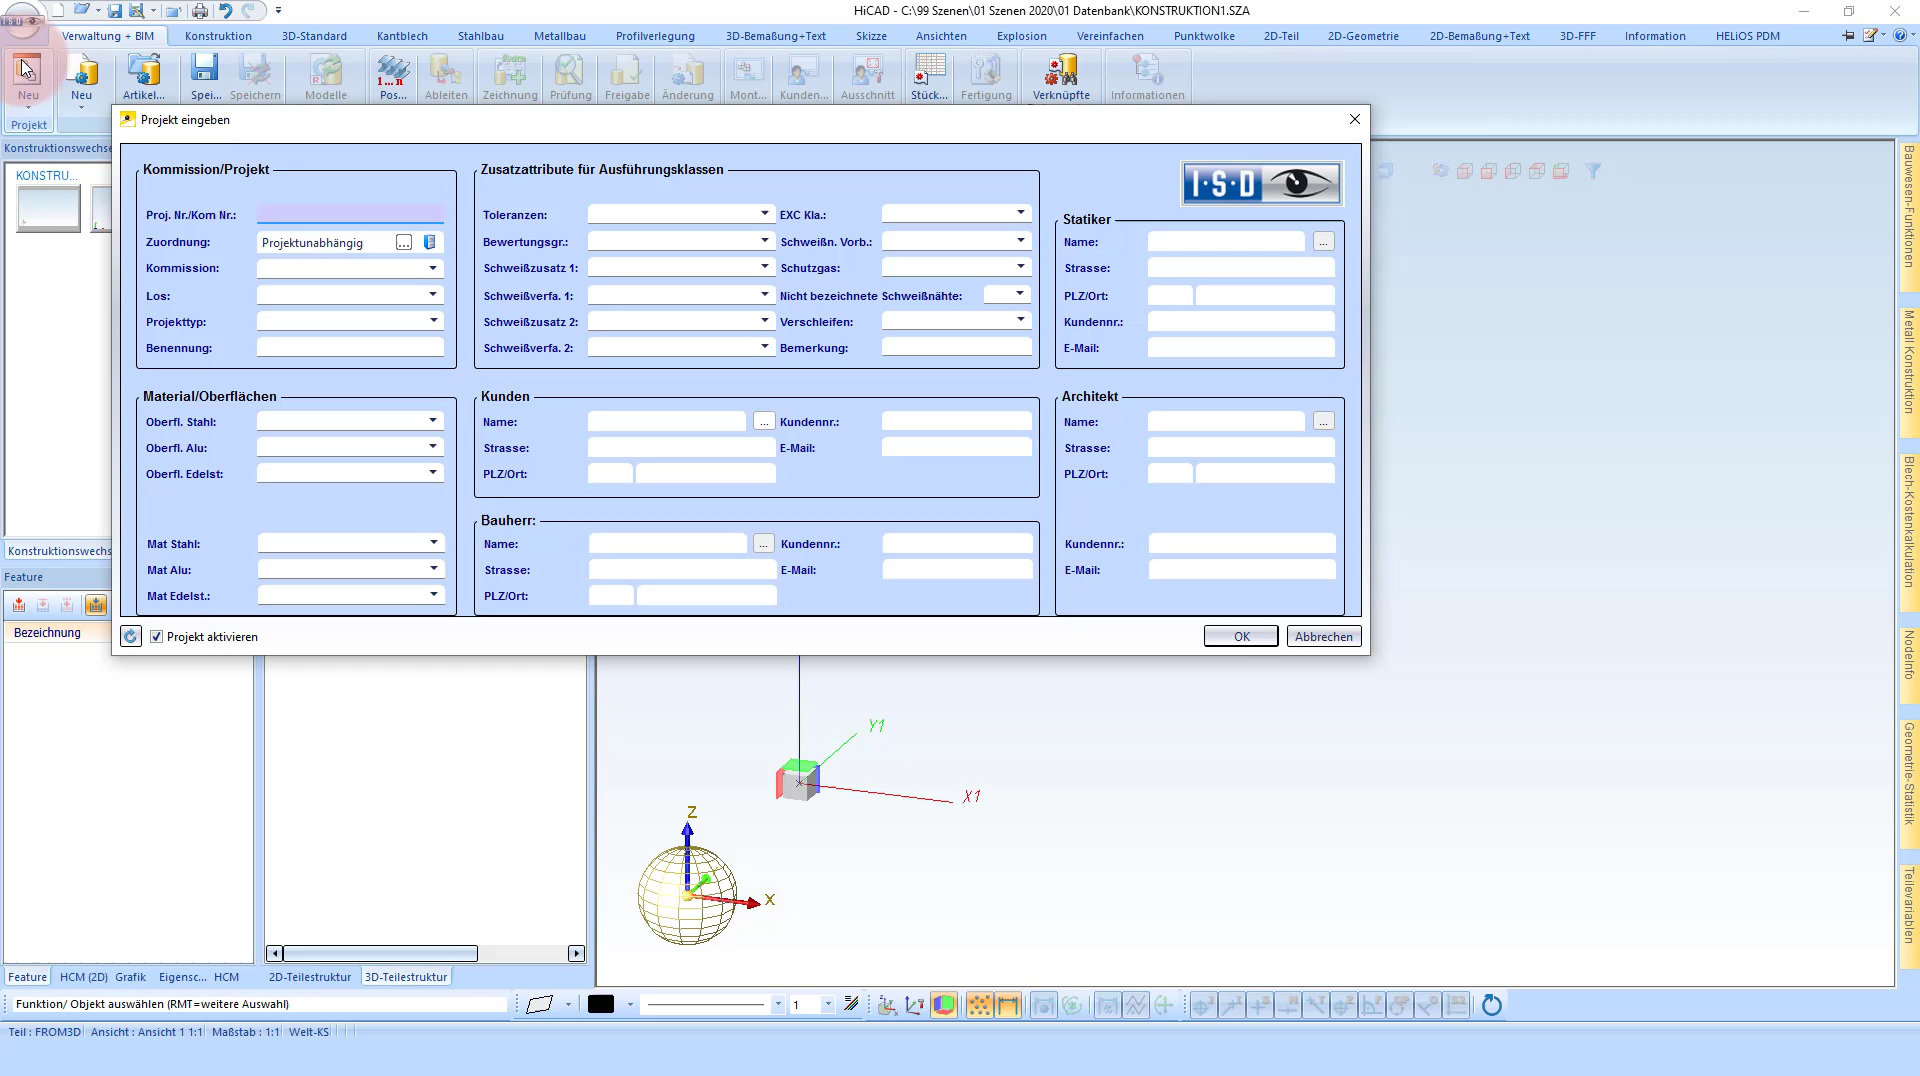 HiCAD - C:\99 Szenen\01 Szenen 2020\01 Datenbank\KONSTRUKTION1.SZA
Verwaltung + BIM Konstruktion 3D-Standard Kantblech Stahlbau Metallbau Profilverlegung 3D-Bemaßung+Text Skizze Ansichten Explosion Vereinfachen Punktwolke 2D-Teil 2D-Geometrie 2D-Bemaßung+Text 3D-FFF Information HELiOS PDM
Neu Neu Artikel... Spei... Speichern Modelle Pos... Ableiten Zeichnung Prüfung Freigabe Änderung Mont... Kunden... Ausschnitt Stück... Fertigung Verknüpfte Informationen
Projekt
Konstruktionswechse
KONSTRU...
Projekt eingeben
I·S·D
Kommission/Projekt
Proj. Nr./Kom Nr.:
Zuordnung: Projektunabhängig ...
Kommission:
Los:
Projekttyp:
Benennung:
Zusatzattribute für Ausführungsklassen
Toleranzen: EXC Kla.:
Bewertungsgr.: Schweißn. Vorb.:
Schweißzusatz 1: Schutzgas:
Schweißverfa. 1: Nicht bezeichnete Schweißnähte:
Schweißzusatz 2: Verschleifen:
Schweißverfa. 2: Bemerkung:
Statiker
Name: ...
Strasse:
PLZ/Ort:
Kundennr.:
E-Mail:
Material/Oberflächen
Oberfl. Stahl:
Oberfl. Alu:
Oberfl. Edelst:
Mat Stahl:
Mat Alu:
Mat Edelst.:
Kunden
Name: ... Kundennr.:
Strasse: E-Mail:
PLZ/Ort:
Bauherr:
Name: ... Kundennr.:
Strasse: E-Mail:
PLZ/Ort:
Architekt
Name: ...
Strasse:
PLZ/Ort:
Kundennr.:
E-Mail:
Projekt aktivieren
OK Abbrechen
Konstruktionswechs
Feature
Bezeichnung
Y1
X1
Z
X
Bauwesen-Funktionen
Metall Konstruktion
Blech-Kostenkalkulation
NodeInfo
Geometrie-Statistik
Teilevariablen
Feature HCM (2D) Grafik Eigensc... HCM 2D-Teilestruktur 3D-Teilestruktur
Funktion/ Objekt auswählen (RMT=weitere Auswahl) 1
Teil : FROM3D Ansicht : Ansicht 1 1:1 Maßstab : 1:1 Welt-KS